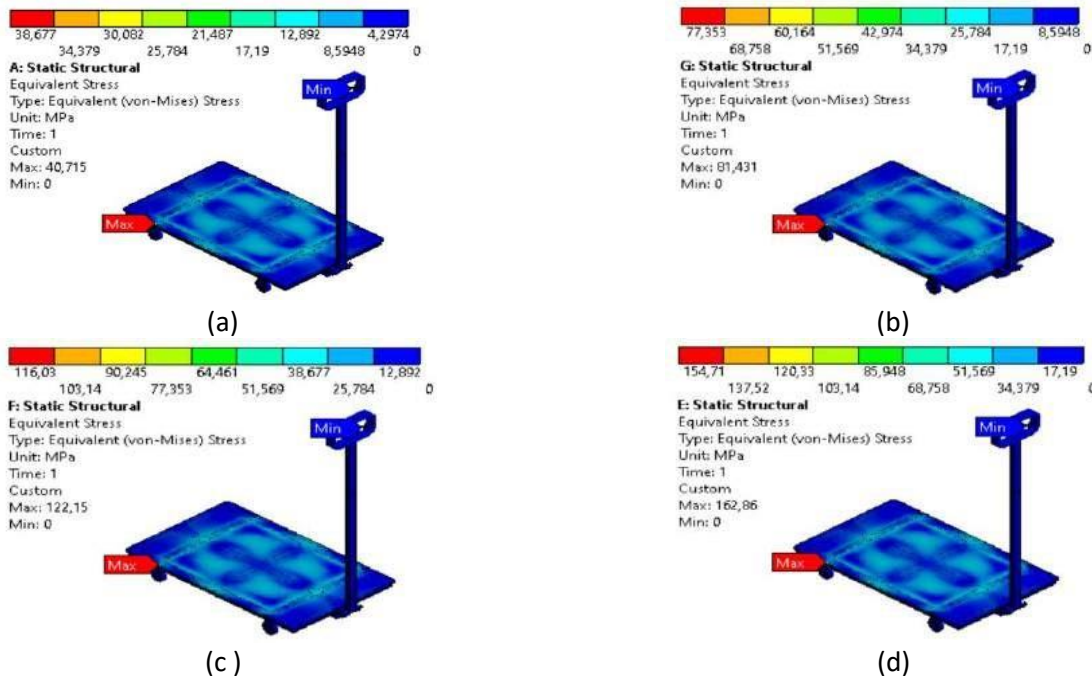 38,677 30,082 21,487 12,892 4,2974
34,379 25,784 17,19 8,5948 0
A: Static Structural
Equivalent Stress
Type: Equivalent (von-Mises) Stress
Unit: MPa
Time: 1
Custom
Max: 40,715
Min: 0
Min
Max
(a)
77,353 60,164 42,974 25,784 8,5948
68,758 51,569 34,379 17,19 0
G: Static Structural
Equivalent Stress
Type: Equivalent (von-Mises) Stress
Unit: MPa
Time: 1
Custom
Max: 81,431
Min: 0
Min
Max
(b)
116,03 90,245 64,461 38,677 12,892
103,14 77,353 51,569 25,784 0
F: Static Structural
Equivalent Stress
Type: Equivalent (von-Mises) Stress
Unit: MPa
Time: 1
Custom
Max: 122,15
Min: 0
Min
Max
(c )
154,71 120,33 85,948 51,569 17,19
137,52 103,14 68,758 34,379 0
E: Static Structural
Equivalent Stress
Type: Equivalent (von-Mises) Stress
Unit: MPa
Time: 1
Custom
Max: 162,86
Min: 0
Min
Max
(d)